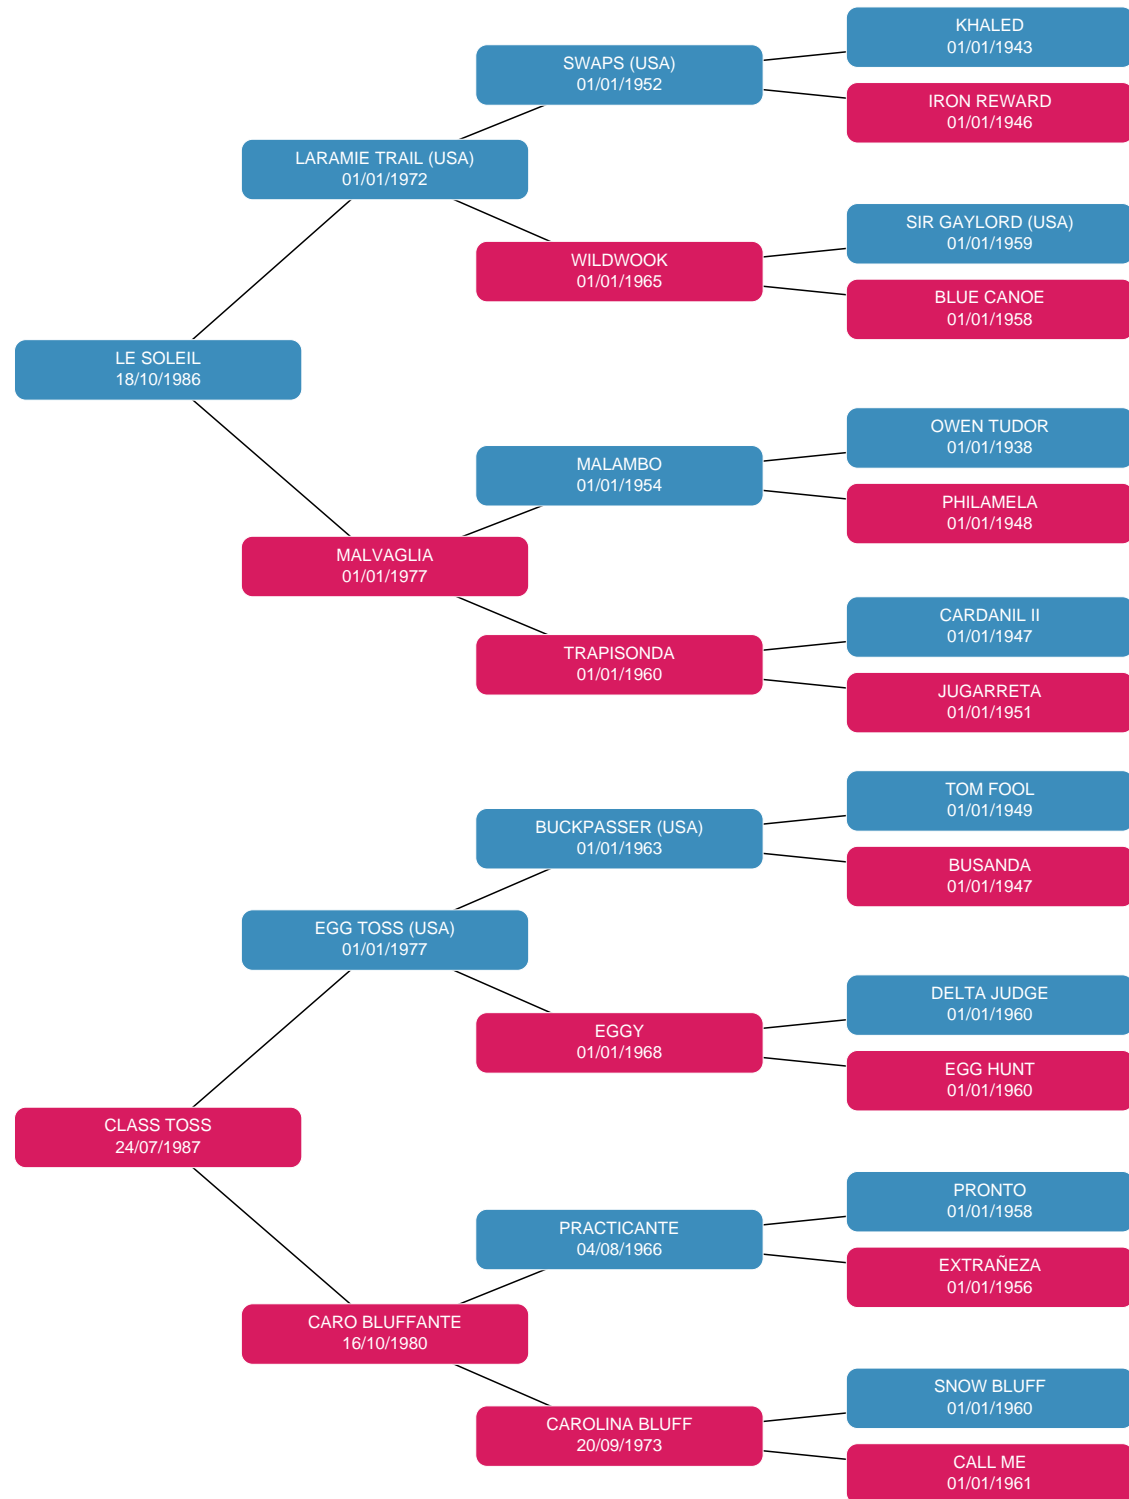 KHALED
01/01/1943
SWAPS (USA)
01/01/1952
IRON REWARD
01/01/1946
LARAMIE TRAIL (USA)
01/01/1972
SIR GAYLORD (USA)
01/01/1959
WILDWOOK
01/01/1965
BLUE CANOE
01/01/1958
LE SOLEIL
18/10/1986
OWEN TUDOR
01/01/1938
MALAMBO
01/01/1954
PHILAMELA
01/01/1948
MALVAGLIA
01/01/1977
CARDANIL II
01/01/1947
TRAPISONDA
01/01/1960
JUGARRETA
01/01/1951
TOM FOOL
01/01/1949
BUCKPASSER (USA)
01/01/1963
BUSANDA
01/01/1947
EGG TOSS (USA)
01/01/1977
DELTA JUDGE
01/01/1960
EGGY
01/01/1968
EGG HUNT
01/01/1960
CLASS TOSS
24/07/1987
PRONTO
01/01/1958
PRACTICANTE
04/08/1966
EXTRAÑEZA
01/01/1956
CARO BLUFFANTE
16/10/1980
SNOW BLUFF
01/01/1960
CAROLINA BLUFF
20/09/1973
CALL ME
01/01/1961